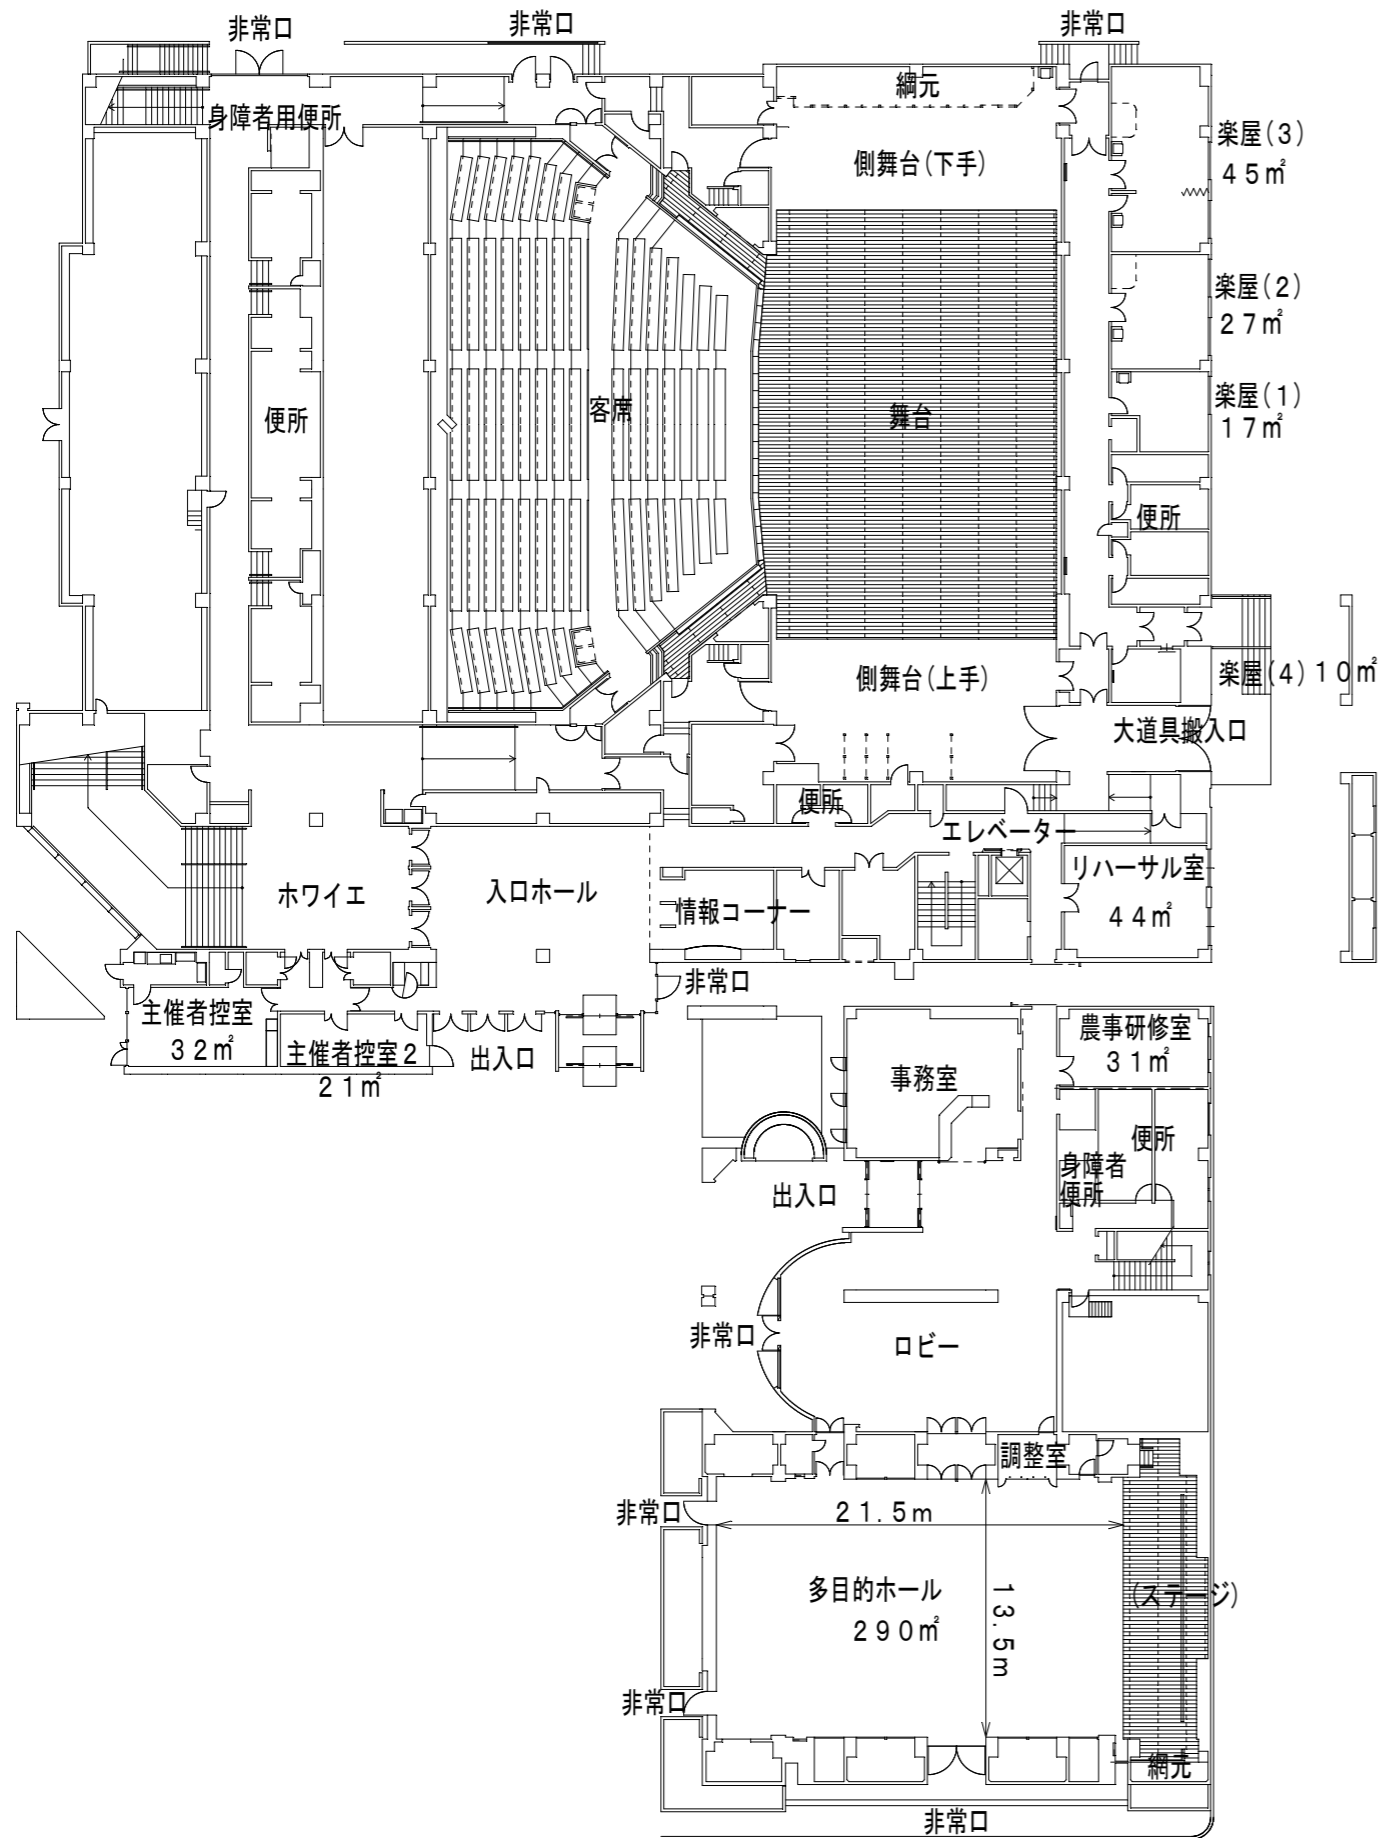 非常口
非常口
非常口
綱元
身障者用便所
側舞台(下手)
楽屋(3)
45㎡
楽屋(2)
27㎡
楽屋(1)
17㎡
便所
客席
舞台
便所
側舞台(上手)
楽屋(4)10㎡
大道具搬入口
便所
エレベーター
リハーサル室
44㎡
ホワイエ
入口ホール
情報コーナー
非常口
主催者控室
32㎡
主催者控室2
21㎡
出入口
農事研修室
31㎡
事務室
便所
身障者
便所
出入口
非常口
ロビー
調整室
非常口
21.5m
多目的ホール
290㎡
13.5m
(ステージ)
非常口
綱元
非常口